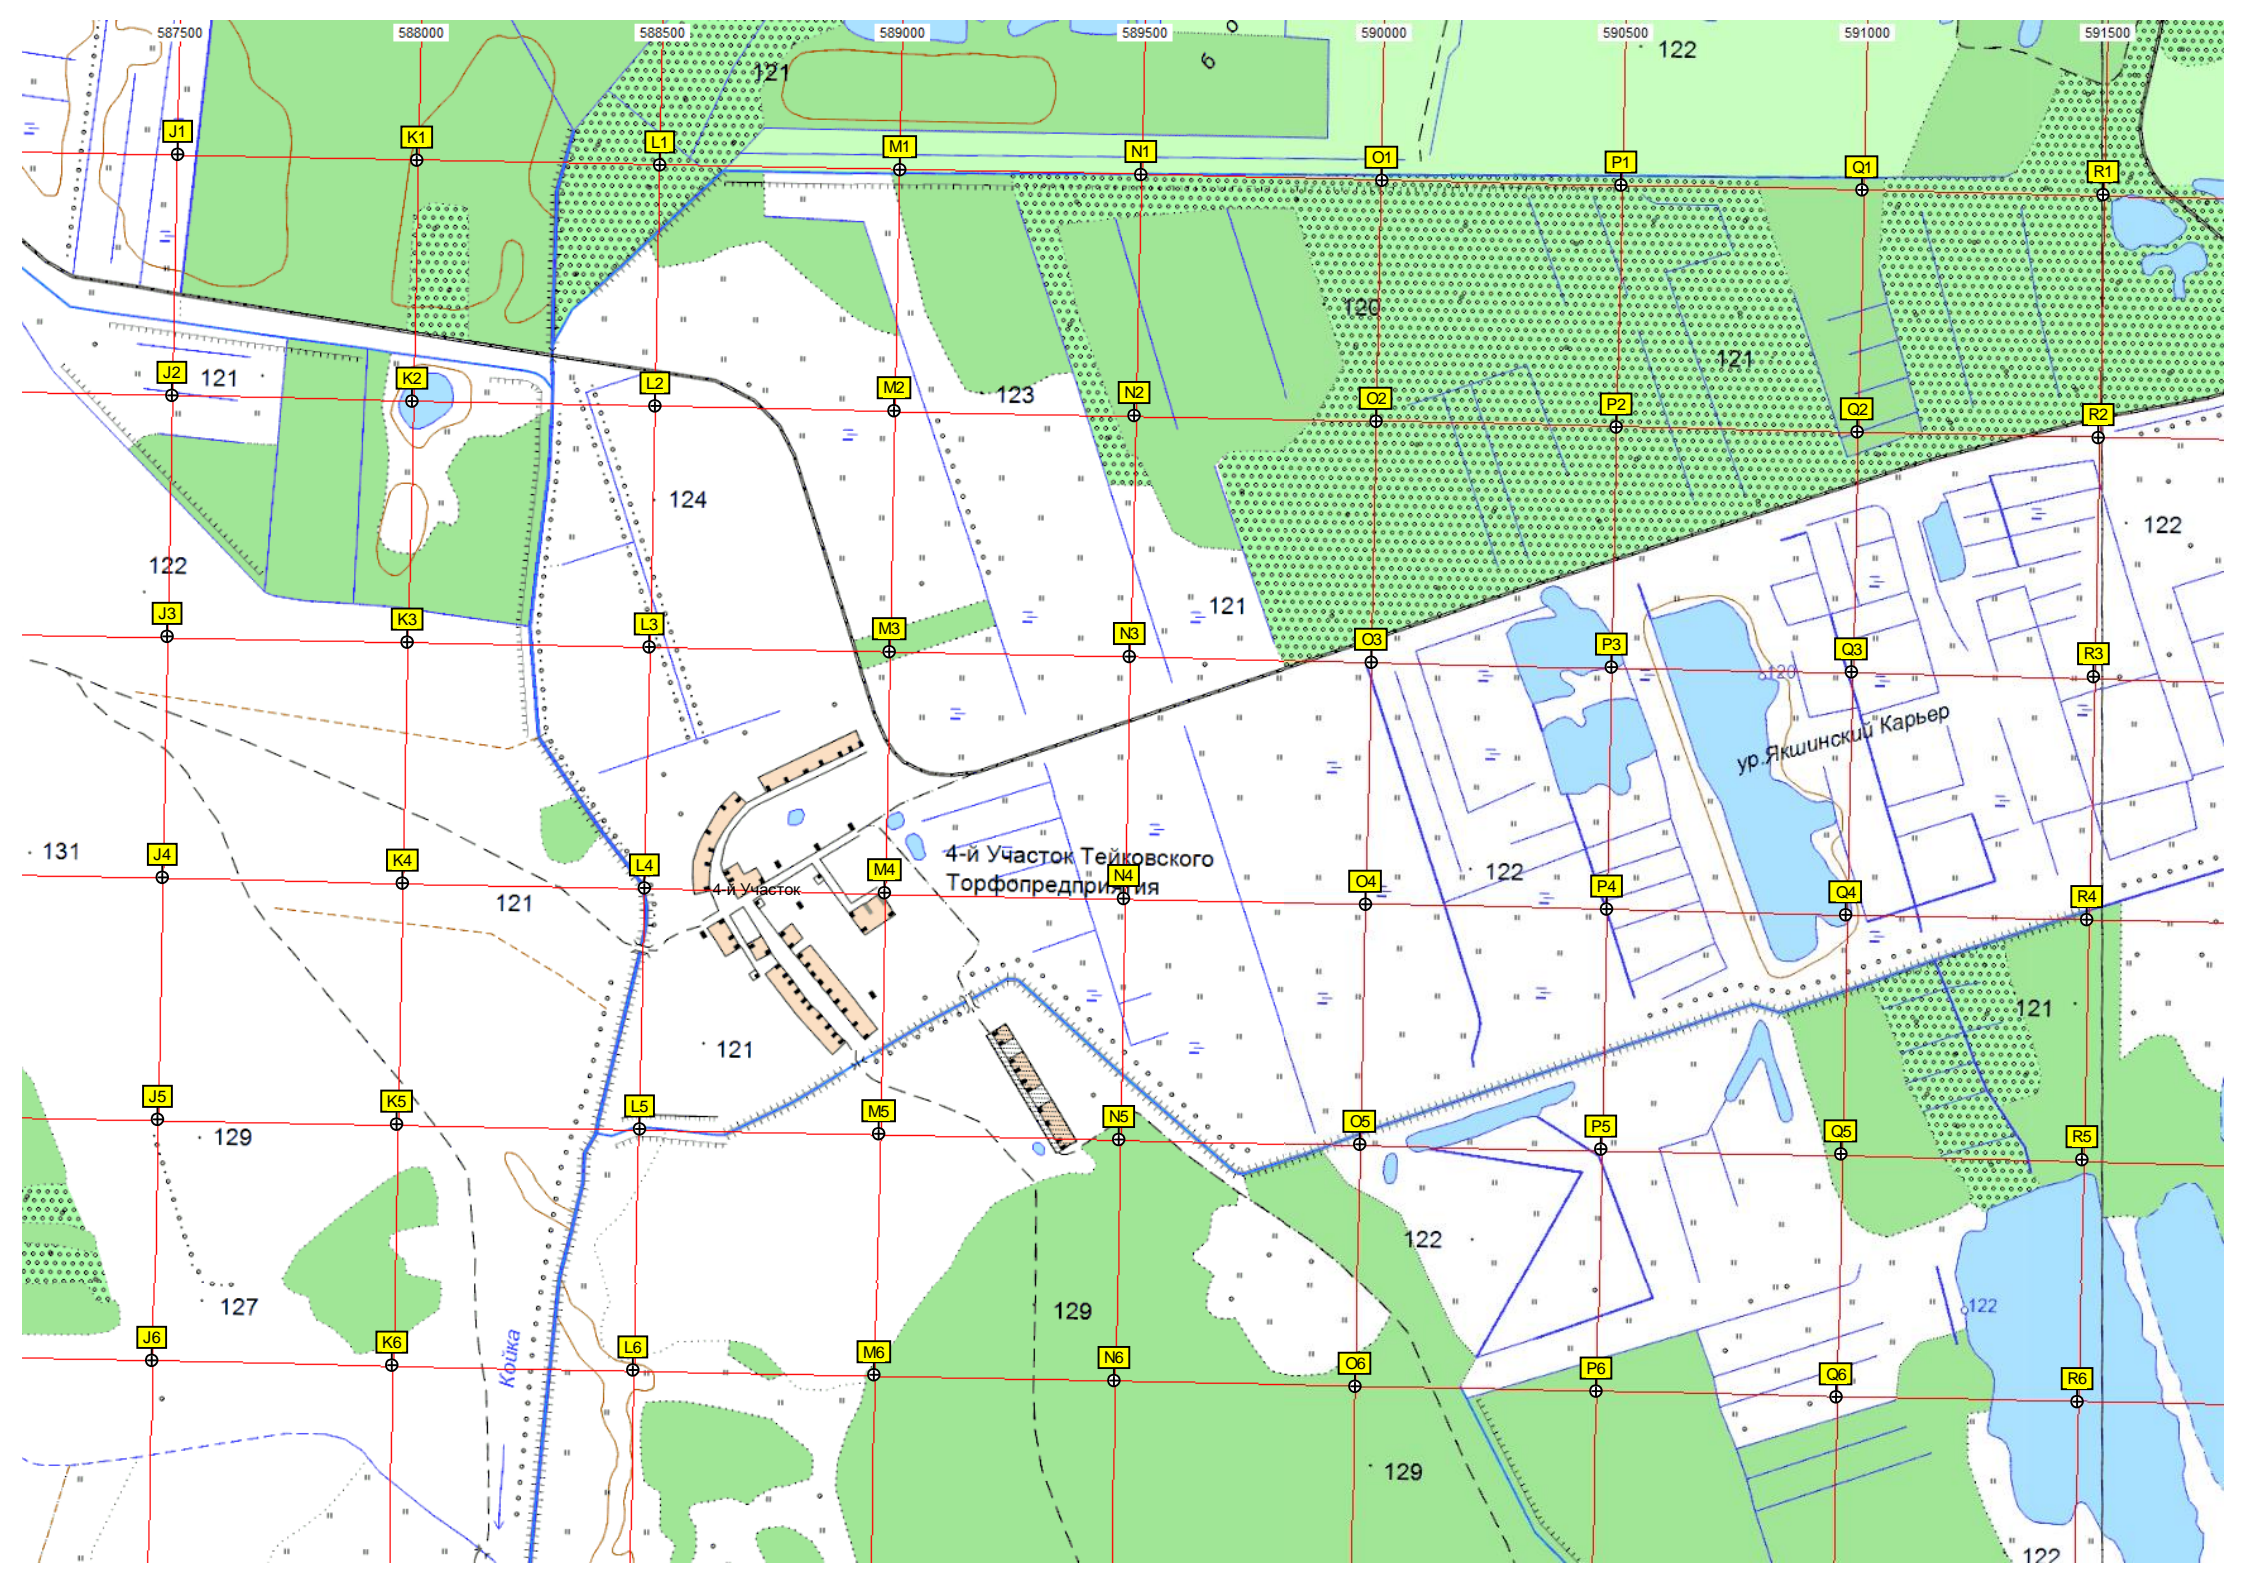 587500 588000 588500 589000 589500 590000 590500 591000 591500
б о
122
121
J1 K1 L1 M1 N1 O1 P1 Q1 R1
120
121
121
J2 K2 L2 M2 N2 O2 P2 Q2 R2
123
124
122
122
121
J3 K3 L3 M3 N3 O3 P3 Q3 R3
120
ур.Якшинский Карьер
131
4-й Участок Тейковского
Торфопредприятия
122
J4 K4 L4 M4 N4 O4 P4 Q4 R4
4-й Участок
121
121
121
J5 K5 L5 M5 N5 O5 P5 Q5 R5
129
122
127
129
122
Койка
J6 K6 L6 M6 N6 O6 P6 Q6 R6
129
122